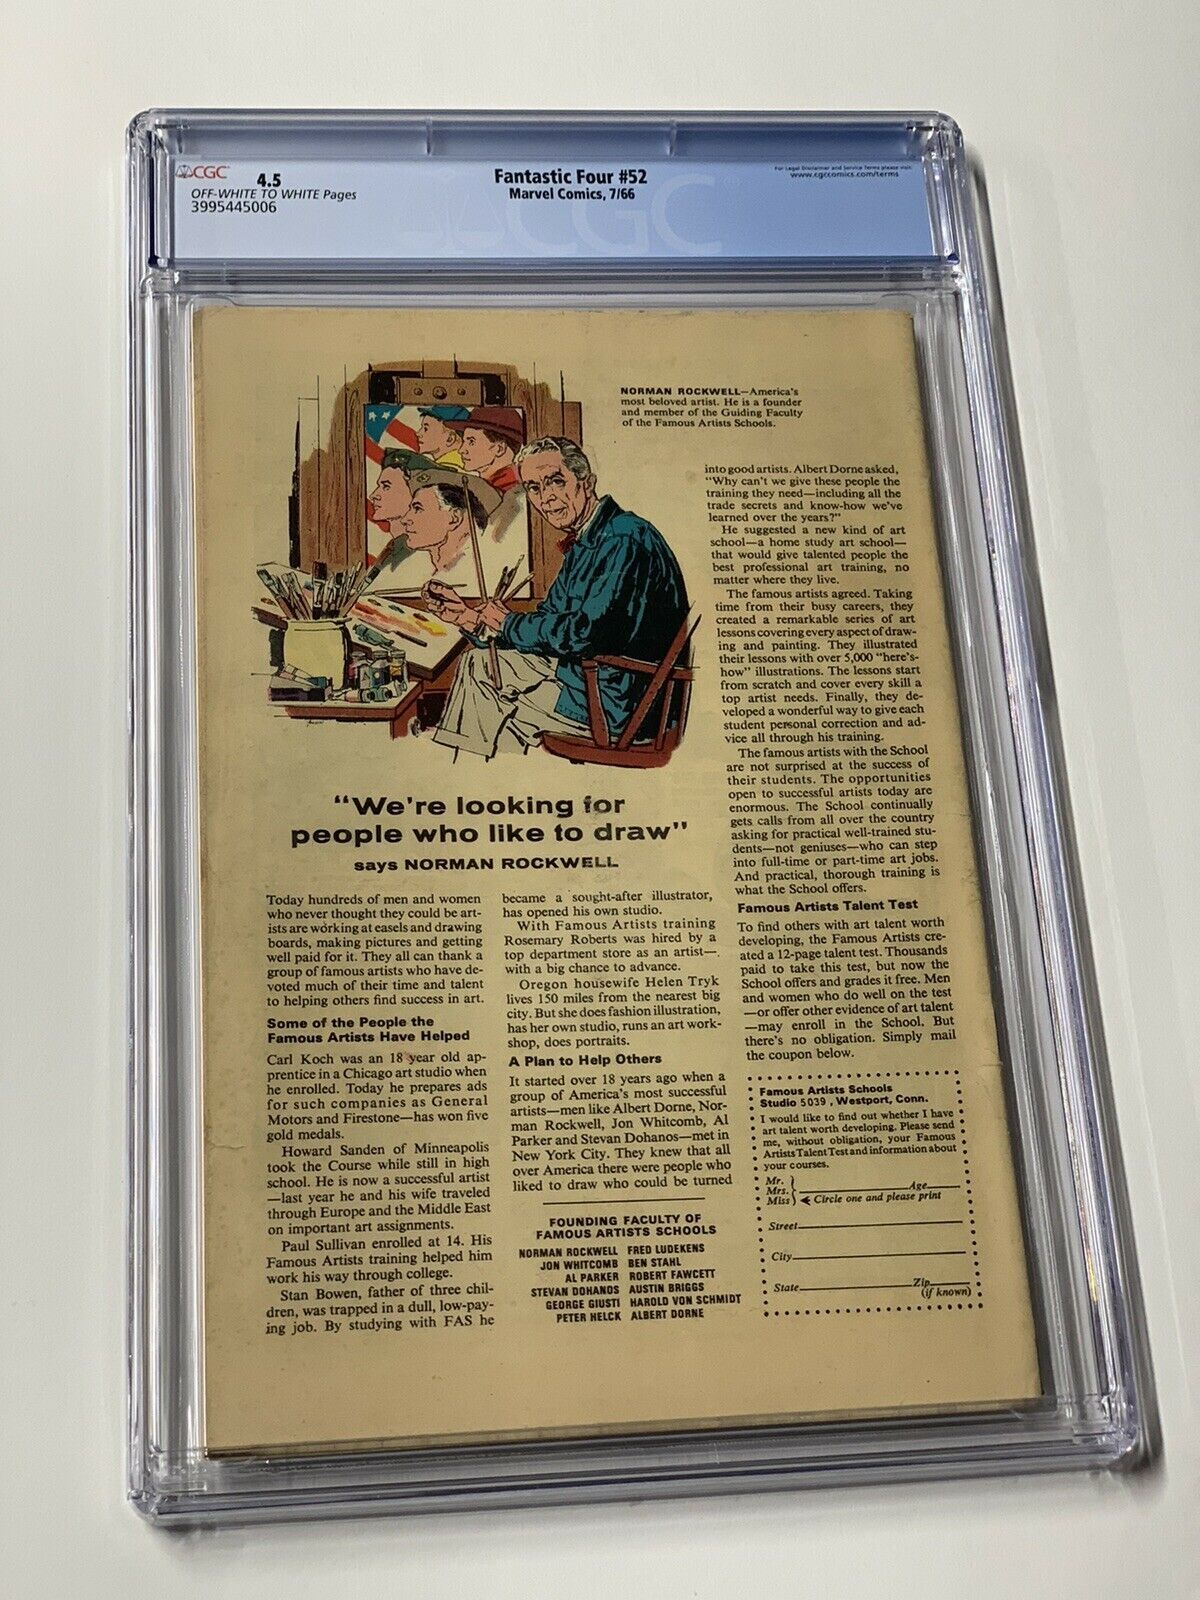 CGC
4.5
OFF-WHITE TO WHITE Pages
3995445006
Fantastic Four #52
Marvel Comics, 7/66
For Legal Disclaimer and Service Terms please visit:
www.cgccomics.com/terms
CGC
NORMAN ROCKWELL—America's
most beloved artist. He is a founder
and member of the Guiding Faculty
of the Famous Artists Schools.
"We're looking for
people who like to draw"
says NORMAN ROCKWELL
Today hundreds of men and women
who never thought they could be art-
ists are working at easels and drawing
boards, making pictures and getting
well paid for it. They all can thank a
group of famous artists who have de-
voted much of their time and talent
to helping others find success in art.
Some of the People the
Famous Artists Have Helped
Carl Koch was an 18 year old ap-
prentice in a Chicago art studio when
he enrolled. Today he prepares ads
for such companies as General
Motors and Firestone—has won five
gold medals.
Howard Sanden of Minneapolis
took the Course while still in high
school. He is now a successful artist
—last year he and his wife traveled
through Europe and the Middle East
on important art assignments.
Paul Sullivan enrolled at 14. His
Famous Artists training helped him
work his way through college.
Stan Bowen, father of three chil-
dren, was trapped in a dull, low-pay-
ing job. By studying with FAS he
became a sought-after illustrator,
has opened his own studio.
With Famous Artists training
Rosemary Roberts was hired by a
top department store as an artist—
with a big chance to advance.
Oregon housewife Helen Tryk
lives 150 miles from the nearest big
city. But she does fashion illustration,
has her own studio, runs an art work-
shop, does portraits.
A Plan to Help Others
It started over 18 years ago when a
group of America's most successful
artists—men like Albert Dorne, Nor-
man Rockwell, Jon Whitcomb, Al
Parker and Stevan Dohanos—met in
New York City. They knew that all
over America there were people who
liked to draw who could be turned
into good artists. Albert Dorne asked,
"Why can't we give these people the
training they need—including all the
trade secrets and know-how we've
learned over the years?"
He suggested a new kind of art
school—a home study art school—
that would give talented people the
best professional art training, no
matter where they live.
The famous artists agreed. Taking
time from their busy careers, they
created a remarkable series of art
lessons covering every aspect of draw-
ing and painting. They illustrated
their lessons with over 5,000 "here's-
how" illustrations. The lessons start
from scratch and cover every skill a
top artist needs. Finally, they de-
veloped a wonderful way to give each
student personal correction and ad-
vice all through his training.
The famous artists with the School
are not surprised at the success of
their students. The opportunities
open to successful artists today are
enormous. The School continually
gets calls from all over the country
asking for practical well-trained stu-
dents—not geniuses—who can step
into full-time or part-time art jobs.
And practical, thorough training is
what the School offers.
Famous Artists Talent Test
To find others with art talent worth
developing, the Famous Artists cre-
ated a 12-page talent test. Thousands
paid to take this test, but now the
School offers and grades it free. Men
and women who do well on the test
—or offer other evidence of art talent
—may enroll in the School. But
there's no obligation. Simply mail
the coupon below.
FOUNDING FACULTY OF
FAMOUS ARTISTS SCHOOLS
NORMAN ROCKWELL FRED LUDEKENS
JON WHITCOMB BEN STAHL
AL PARKER ROBERT FAWCETT
STEVAN DOHANOS AUSTIN BRIGGS
GEORGE GIUSTI HAROLD VON SCHMIDT
PETER HELCK ALBERT DORNE
Famous Artists Schools
Studio 5039, Westport, Conn.
I would like to find out whether I have
art talent worth developing. Please send
me, without obligation, your Famous
Artists Talent Test and information about
your courses.
Mr.
Mrs. Age
Miss Circle one and please print
Street
City
State Zip
(if known)